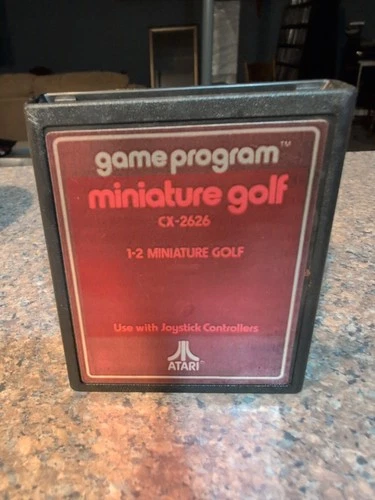 game program™
miniature golf
CX-2626
1-2 MINIATURE GOLF
Use with Joystick Controllers
ATARI